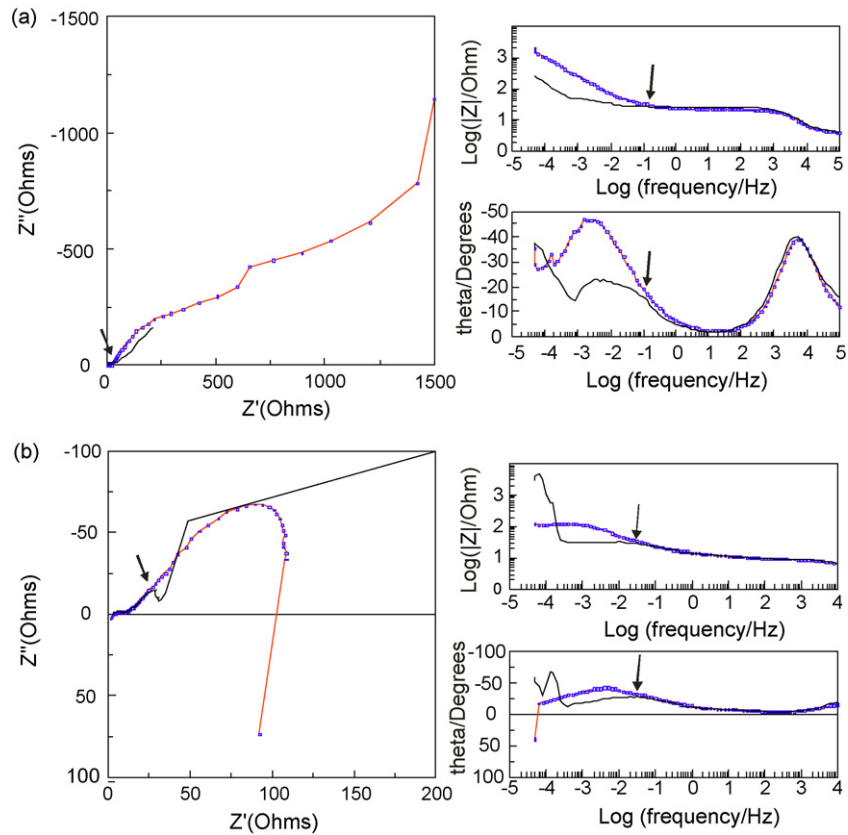 (a)
-1500
-1000
-500
0
Z''(Ohms)
0 500 1000 1500
Z'(Ohms)
Log(|Z|/Ohm)
3
2
1
0
-5 -4 -3 -2 -1 0 1 2 3 4 5
Log (frequency/Hz)
theta/Degrees
-50
-40
-30
-20
-10
0
-5 -4 -3 -2 -1 0 1 2 3 4 5
Log (frequency/Hz)
(b)
-100
-50
0
50
100
Z''(Ohms)
0 50 100 150 200
Z'(Ohms)
Log(|Z|/Ohm)
3
2
1
0
-5 -4 -3 -2 -1 0 1 2 3 4
Log (frequency/Hz)
theta/Degrees
-100
-50
0
50
100
-5 -4 -3 -2 -1 0 1 2 3 4
Log (frequency/Hz)